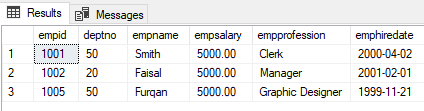 Results Messages
empid deptno empname empsalary empprofession emphiredate
1 1001 50 Smith 5000.00 Clerk 2000-04-02
2 1002 20 Faisal 5000.00 Manager 2001-02-01
3 1005 50 Furqan 5000.00 Graphic Designer 1999-11-21